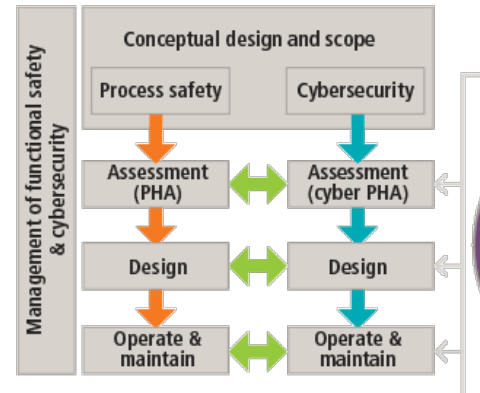 Management of functional safety
& cybersecurity
Conceptual design and scope
Process safety
Cybersecurity
Assessment
(PHA)
Assessment
(cyber PHA)
Design
Design
Operate &
maintain
Operate &
maintain